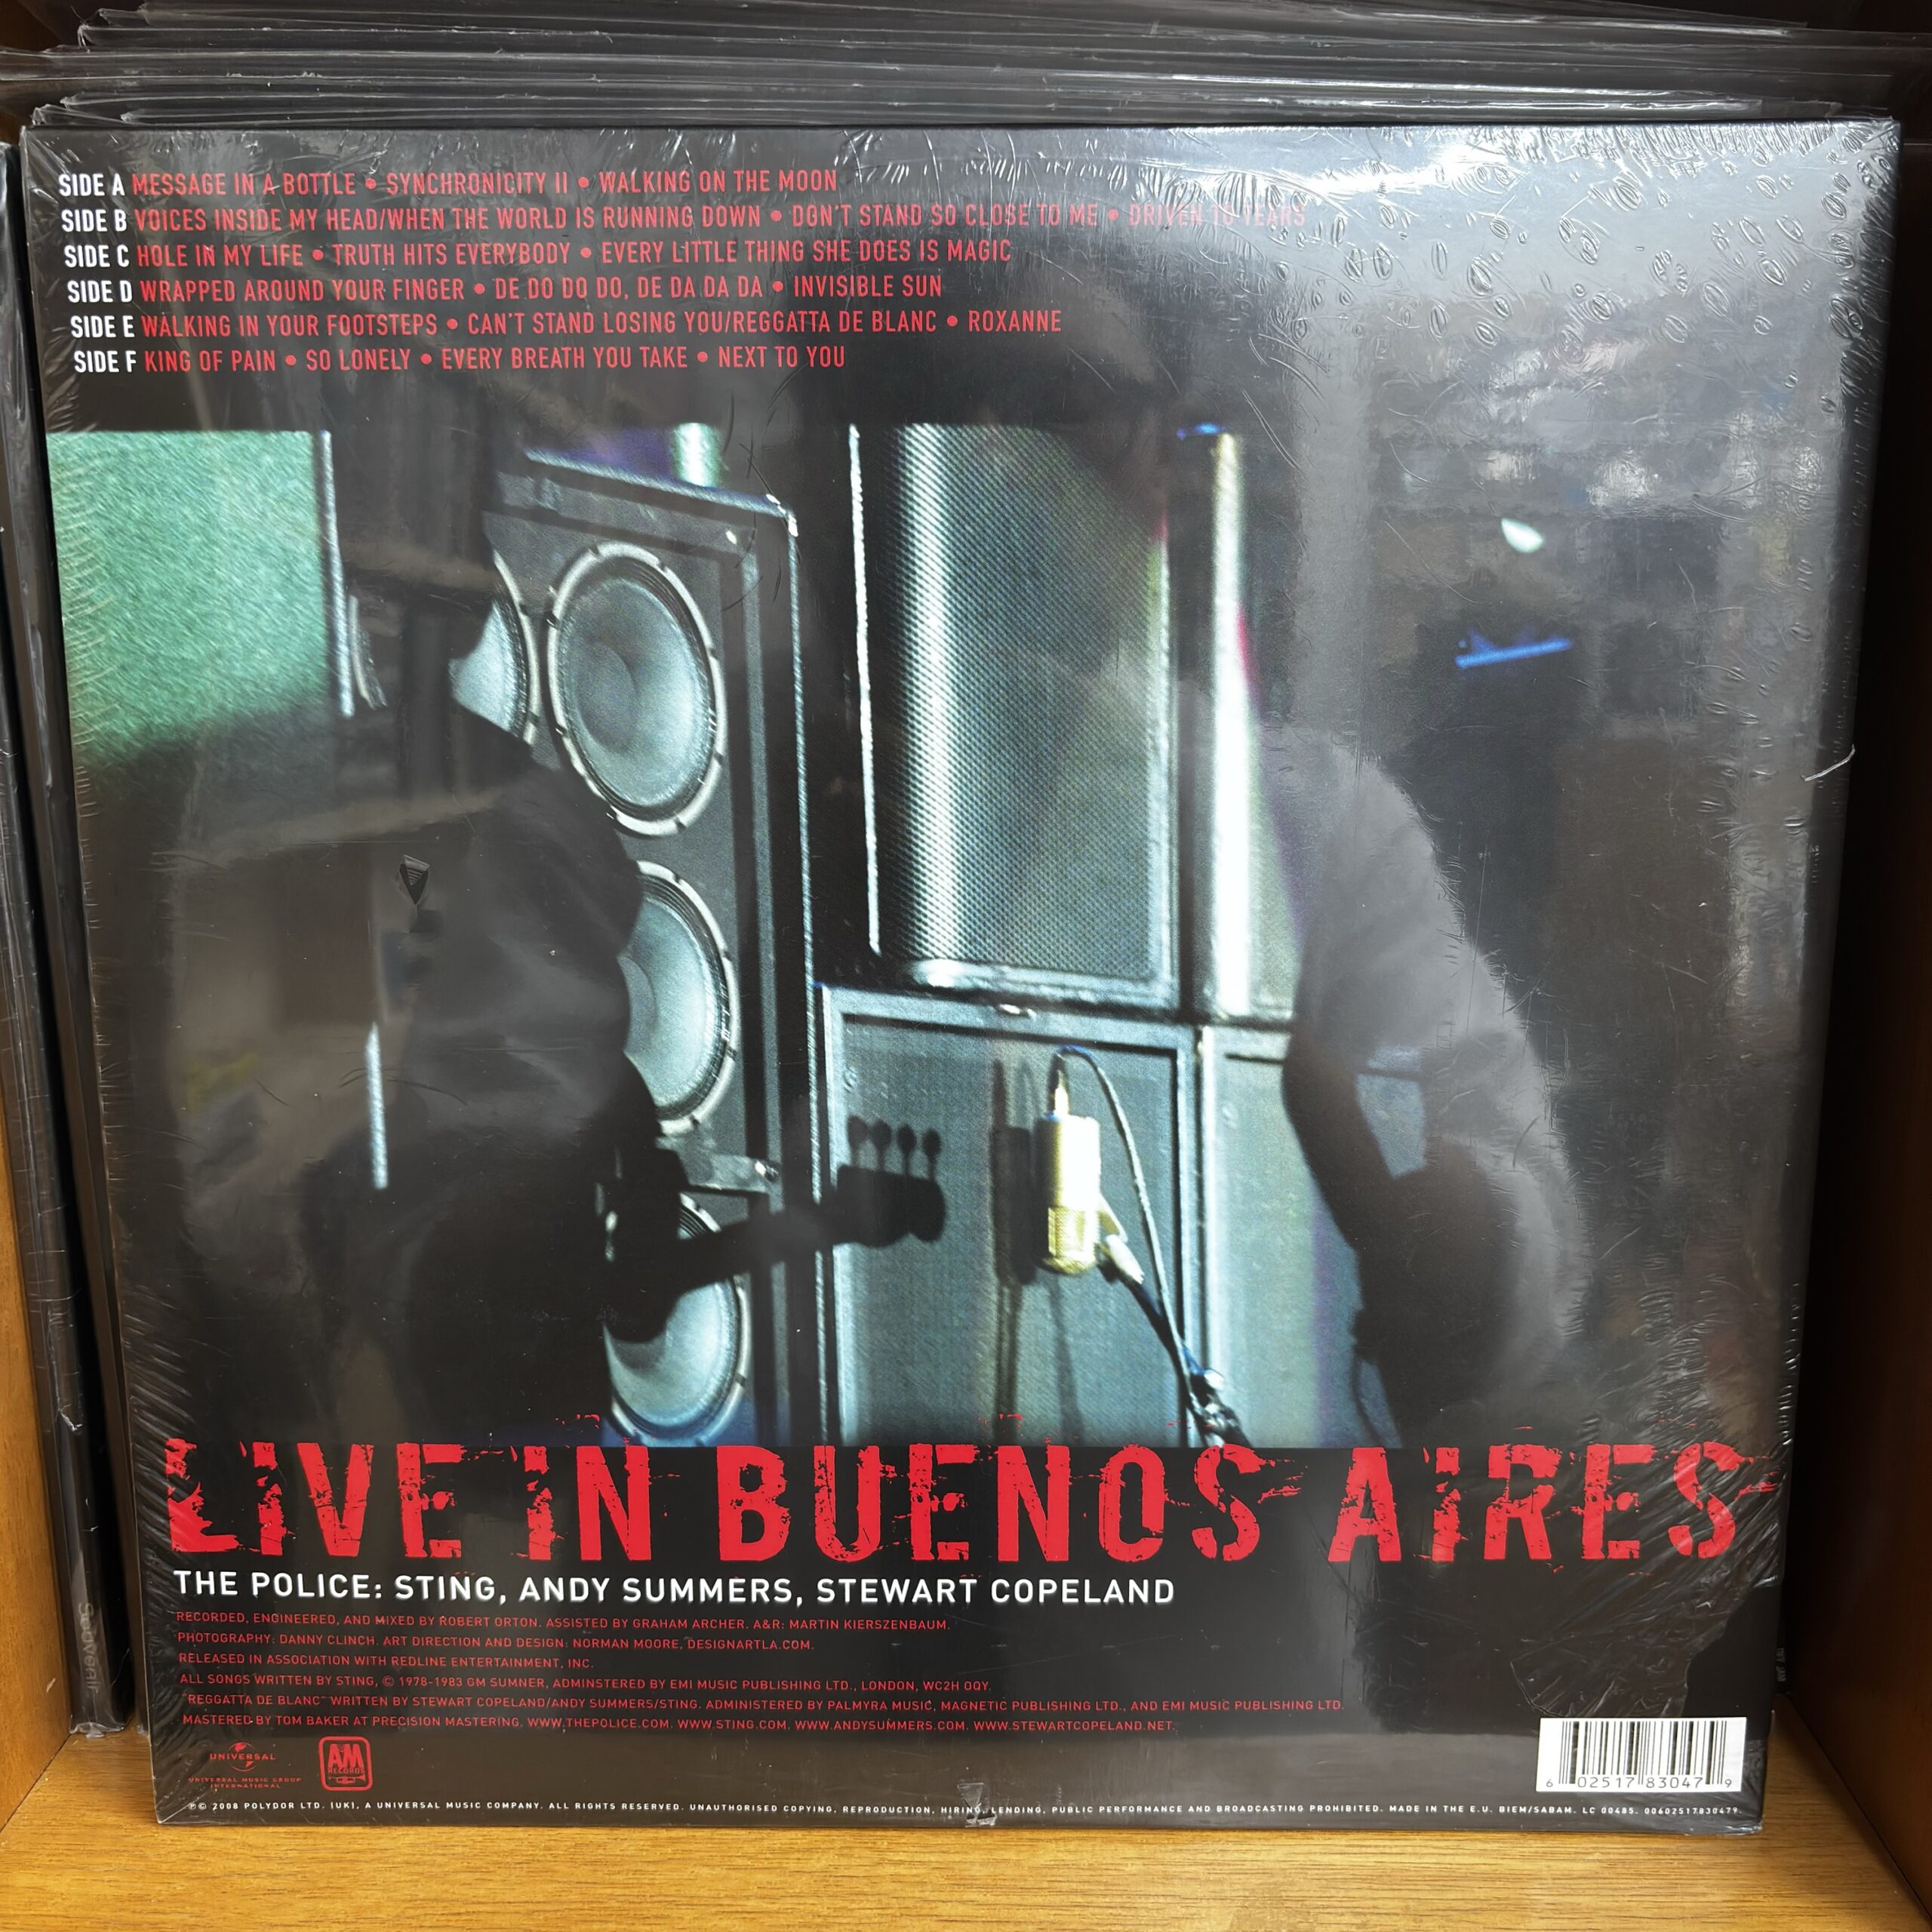 SIDE A MESSAGE IN A BOTTLE • SYNCHRONICITY II • WALKING ON THE MOON
SIDE B VOICES INSIDE MY HEAD/WHEN THE WORLD IS RUNNING DOWN • DON'T STAND SO CLOSE TO ME • DRIVEN TO TEARS
SIDE C HOLE IN MY LIFE • TRUTH HITS EVERYBODY • EVERY LITTLE THING SHE DOES IS MAGIC
SIDE D WRAPPED AROUND YOUR FINGER • DE DO DO DO, DE DA DA DA • INVISIBLE SUN
SIDE E WALKING IN YOUR FOOTSTEPS • CAN'T STAND LOSING YOU/REGGATTA DE BLANC • ROXANNE
SIDE F KING OF PAIN • SO LONELY • EVERY BREATH YOU TAKE • NEXT TO YOU
LIVE IN BUENOS AIRES
THE POLICE: STING, ANDY SUMMERS, STEWART COPELAND
RECORDED, ENGINEERED, AND MIXED BY ROBERT ORTON. ASSISTED BY GRAHAM ARCHER. A&R: MARTIN KIERSZENBAUM.
PHOTOGRAPHY: DANNY CLINCH. ART DIRECTION AND DESIGN: NORMAN MOORE, DESIGNARTLA.COM.
RELEASED IN ASSOCIATION WITH REDLINE ENTERTAINMENT, INC.
ALL SONGS WRITTEN BY STING, © 1978-1983 GM SUMNER, ADMINSTERED BY EMI MUSIC PUBLISHING LTD., LONDON, WC2H 0QY.
"REGGATTA DE BLANC" WRITTEN BY STEWART COPELAND/ANDY SUMMERS/STING. ADMINISTERED BY PALMYRA MUSIC, MAGNETIC PUBLISHING LTD., AND EMI MUSIC PUBLISHING LTD.
MASTERED BY TOM BAKER AT PRECISION MASTERING. WWW.THEPOLICE.COM. WWW.STING.COM. WWW.ANDYSUMMERS.COM. WWW.STEWARTCOPELAND.NET.
UNIVERSAL
UNIVERSAL MUSIC GROUP
INTERNATIONAL
AM
RECORDS
6 02517 83047 9
℗© 2008 POLYDOR LTD. (UK), A UNIVERSAL MUSIC COMPANY. ALL RIGHTS RESERVED. UNAUTHORISED COPYING, REPRODUCTION, HIRING, LENDING, PUBLIC PERFORMANCE AND BROADCASTING PROHIBITED. MADE IN THE E.U. BIEM/SABAM. LC 00485. 00602517830479